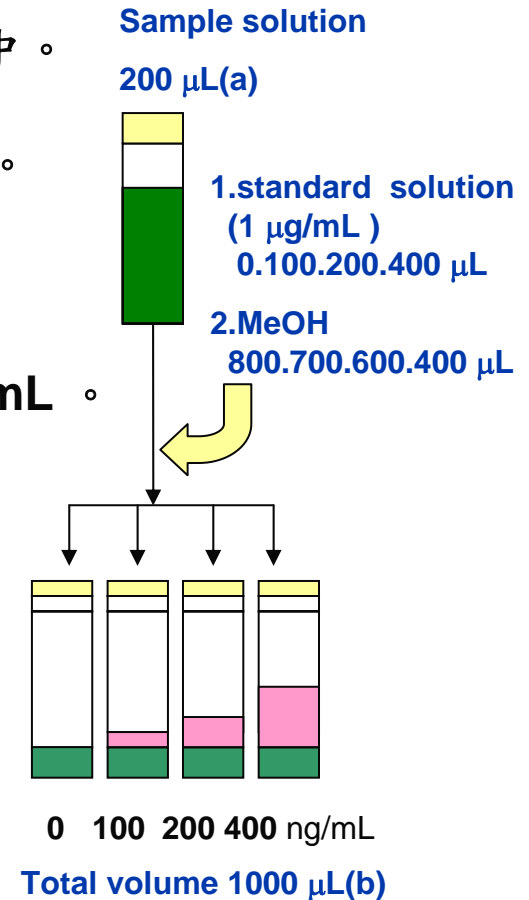 Sample solution
中。
200 μL(a)
。
1.standard solution
(1 μg/mL )
0.100.200.400 μL
2.MeOH
800.700.600.400 μL
mL 。
0 100 200 400 ng/mL
Total volume 1000 μL(b)